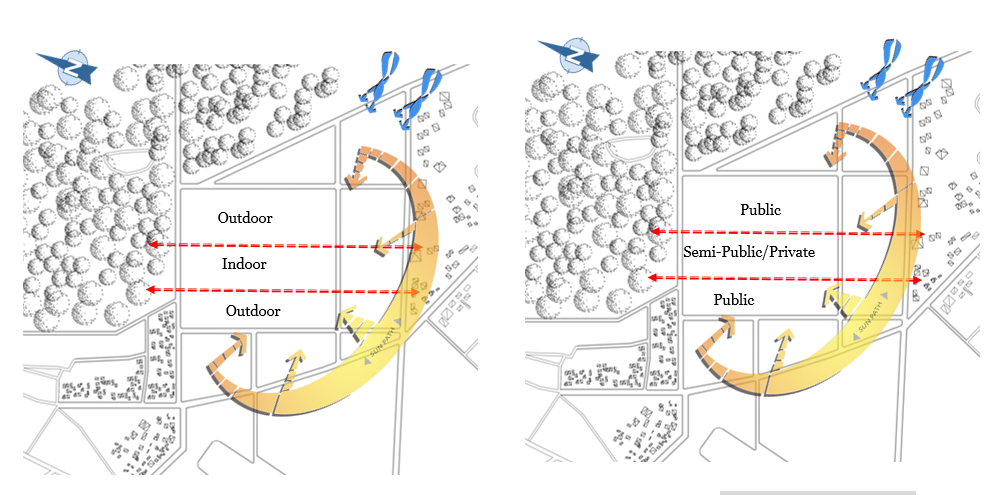 N
N
Outdoor
Indoor
Outdoor
SUN PATH
Public
Semi-Public/Private
Public
SUN PATH